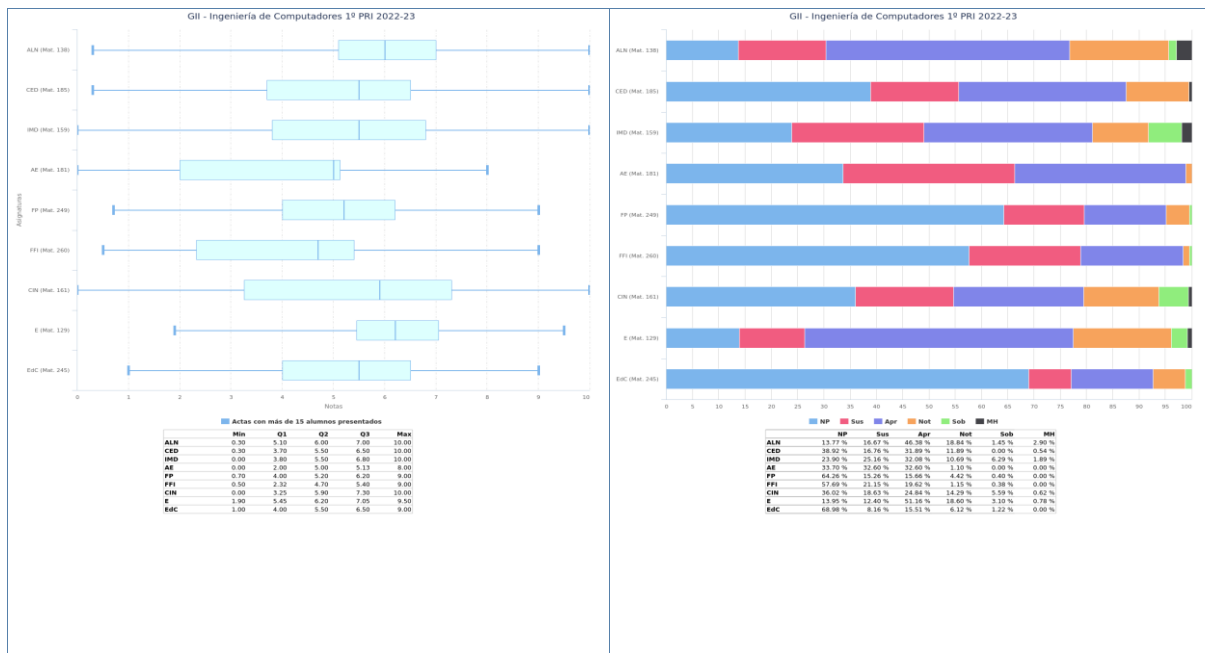 GII - Ingeniería de Computadores 1º PRI 2022-23
Asignaturas
ALN (Mat. 138)
CED (Mat. 185)
IMD (Mat. 159)
AE (Mat. 181)
FP (Mat. 249)
FFI (Mat. 260)
CIN (Mat. 161)
E (Mat. 129)
EdC (Mat. 245)
0 1 2 3 4 5 6 7 8 9 10
Notas
Actas con más de 15 alumnos presentados
Min Q1 Q2 Q3 Max
ALN 0.30 5.10 6.00 7.00 10.00
CED 0.30 3.70 5.50 6.50 10.00
IMD 0.00 3.80 5.50 6.80 10.00
AE 0.00 2.00 5.00 5.13 8.00
FP 0.70 4.00 5.20 6.20 9.00
FFI 0.50 2.32 4.70 5.40 9.00
CIN 0.00 3.25 5.90 7.30 10.00
E 1.90 5.45 6.20 7.05 9.50
EdC 1.00 4.00 5.50 6.50 9.00
GII - Ingeniería de Computadores 1º PRI 2022-23
ALN (Mat. 138)
CED (Mat. 185)
IMD (Mat. 159)
AE (Mat. 181)
FP (Mat. 249)
FFI (Mat. 260)
CIN (Mat. 161)
E (Mat. 129)
EdC (Mat. 245)
0 5 10 15 20 25 30 35 40 45 50 55 60 65 70 75 80 85 90 95 100
NP Sus Apr Not Sob MH
NP Sus Apr Not Sob MH
ALN 13.77 % 16.67 % 46.38 % 18.84 % 1.45 % 2.90 %
CED 38.92 % 16.76 % 31.89 % 11.89 % 0.00 % 0.54 %
IMD 23.90 % 25.16 % 32.08 % 10.69 % 6.29 % 1.89 %
AE 33.70 % 32.60 % 32.60 % 1.10 % 0.00 % 0.00 %
FP 64.26 % 15.26 % 15.66 % 4.42 % 0.40 % 0.00 %
FFI 57.69 % 21.15 % 19.62 % 1.15 % 0.38 % 0.00 %
CIN 36.02 % 18.63 % 24.84 % 14.29 % 5.59 % 0.62 %
E 13.95 % 12.40 % 51.16 % 18.60 % 3.10 % 0.78 %
EdC 68.98 % 8.16 % 15.51 % 6.12 % 1.22 % 0.00 %